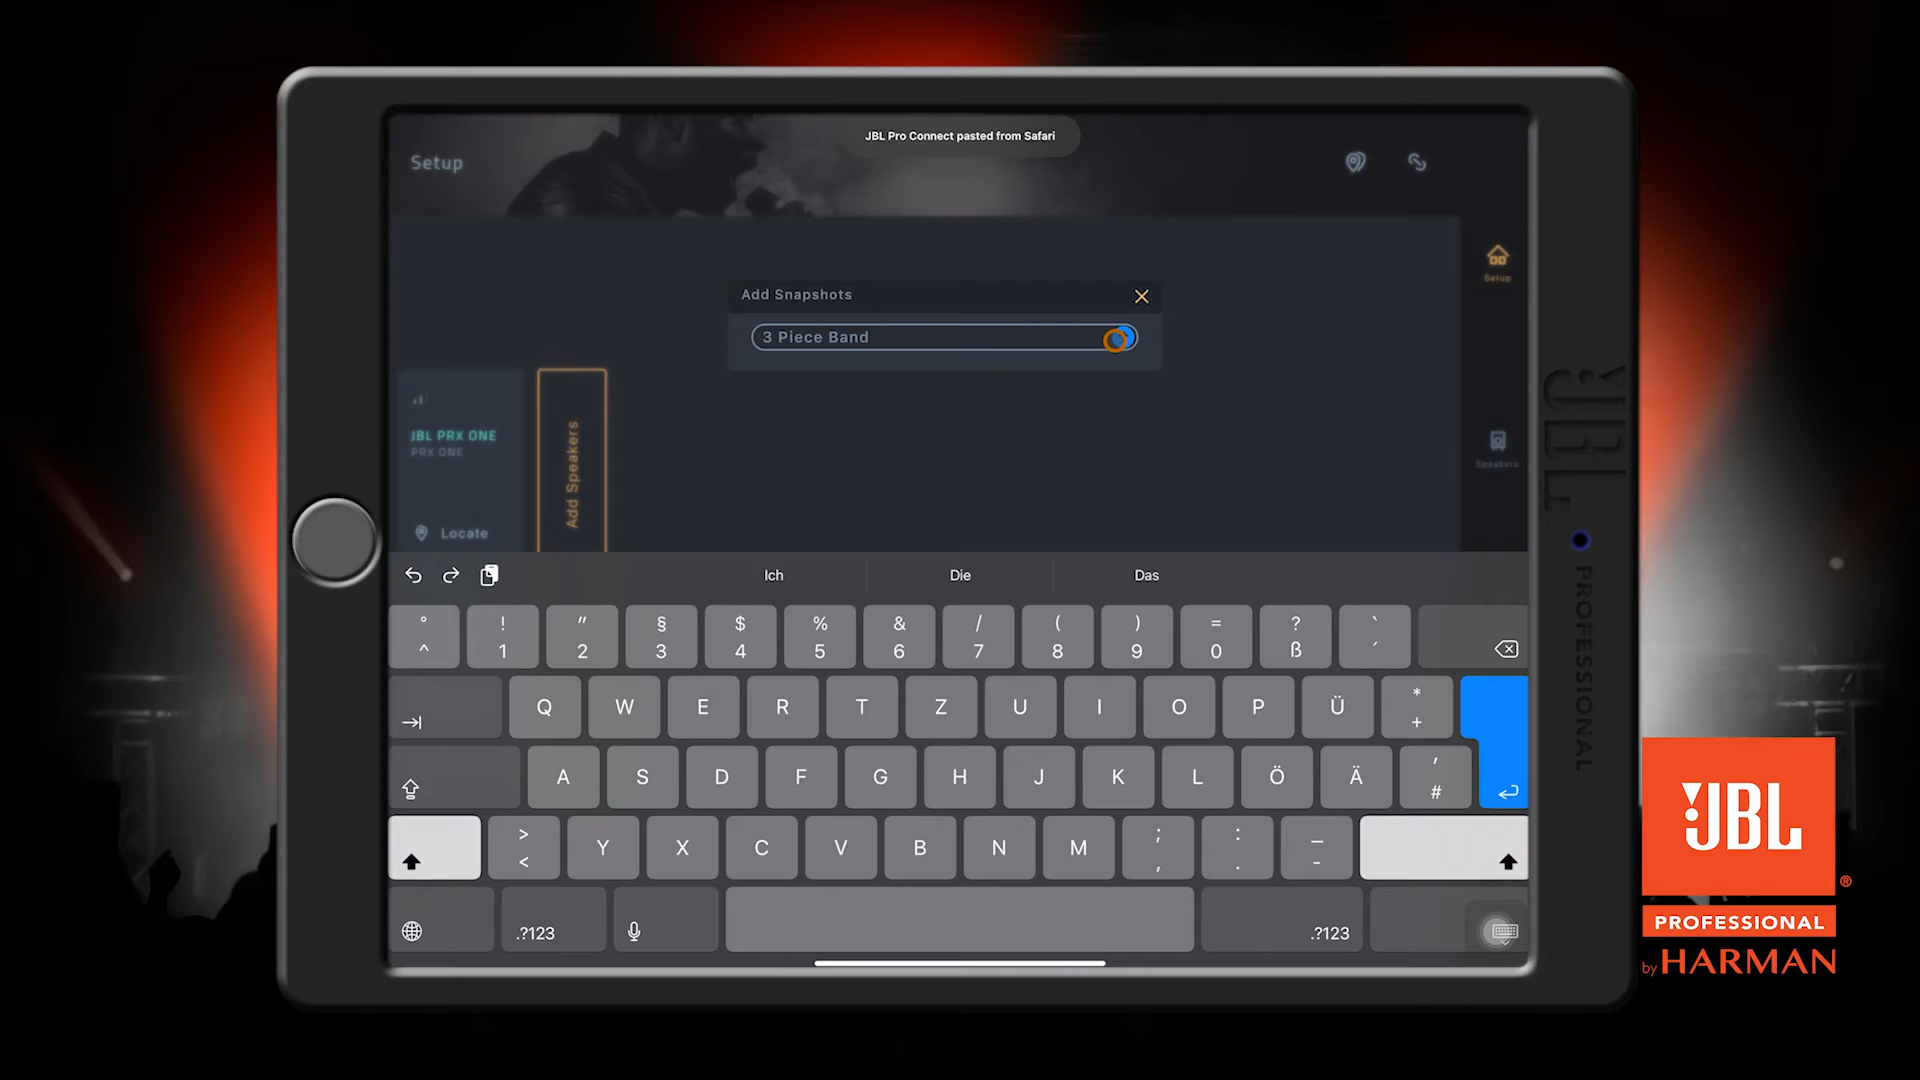 JBL Pro Connect pasted from Safari
Setup
Setup
Add Snapshots
3 Piece Band
JBL PRX ONE
PRX ONE
Locate
Add Speakers
Speakers
Ich Die Das
° ! " § $ % & / ( ) = ? `
^ 1 2 3 4 5 6 7 8 9 0 ß ´
Q W E R T Z U I O P Ü * +
A S D F G H J K L Ö Ä ' #
> < Y X C V B N M ; , : . _ -
.?123 .?123
JBL
PROFESSIONAL
JBL ®
PROFESSIONAL
by HARMAN